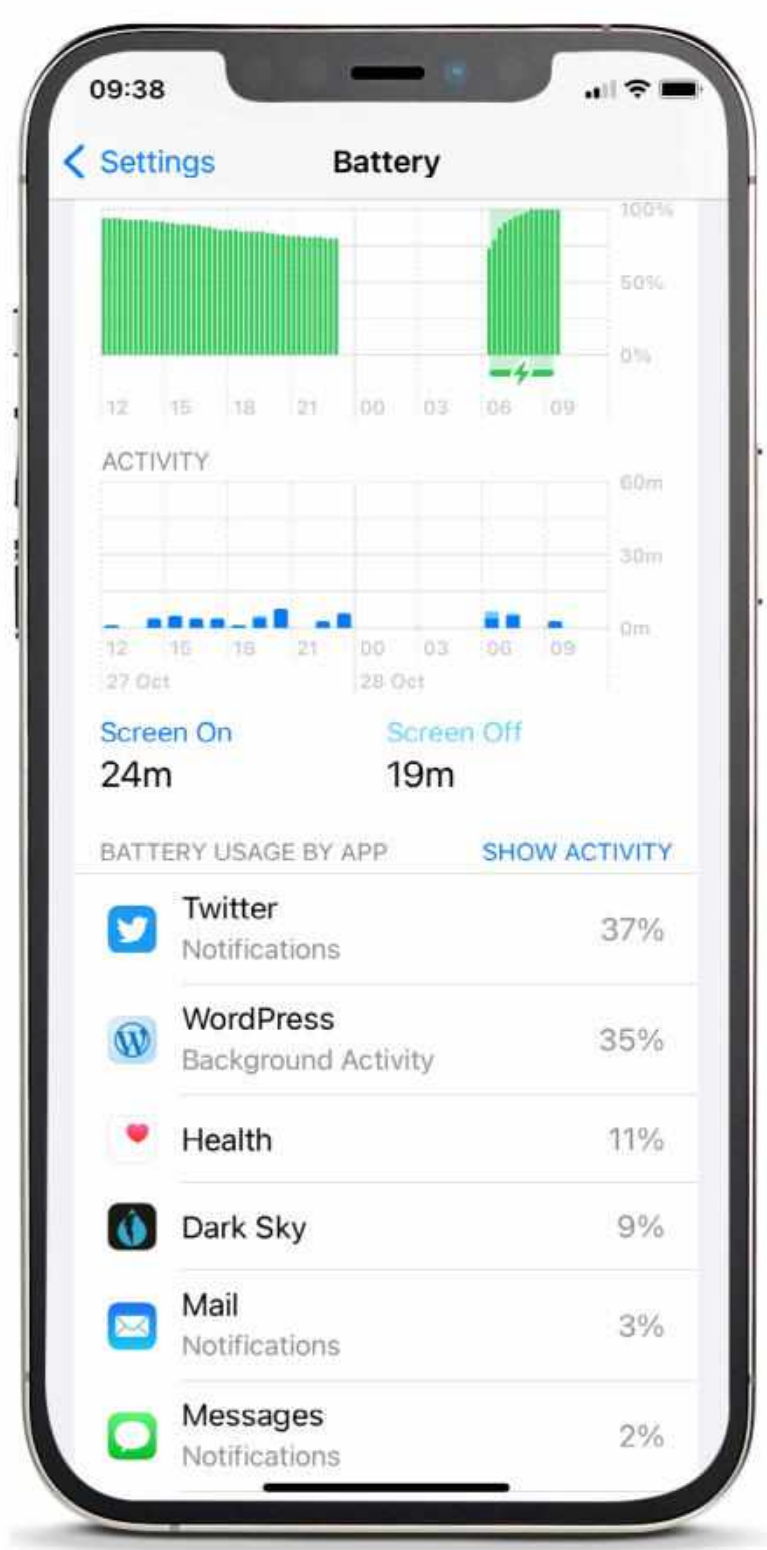 09:38
Settings
Battery
100%
50%
0%
12 15 18 21 00 03 06 09
ACTIVITY
60m
30m
0m
12 15 18 21 00 03 06 09
27 Oct 28 Oct
Screen On Screen Off
24m 19m
BATTERY USAGE BY APP SHOW ACTIVITY
Twitter
Notifications
37%
WordPress
Background Activity
35%
Health
11%
Dark Sky
9%
Mail
Notifications
3%
Messages
Notifications
2%